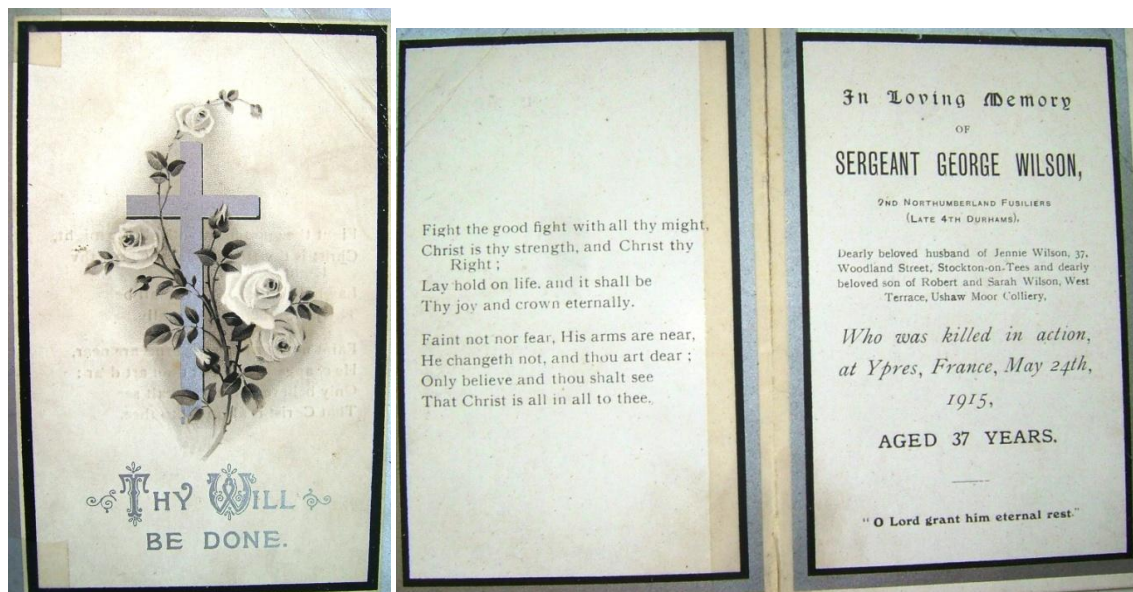 THY WILL
BE DONE.
Fight the good fight with all thy might,
Christ is thy strength, and Christ thy
Right ;
Lay hold on life. and it shall be
Thy joy and crown eternally.
Faint not nor fear, His arms are near,
He changeth not, and thou art dear ;
Only believe and thou shalt see
That Christ is all in all to thee.
In Loving Memory
OF
SERGEANT GEORGE WILSON,
2ND NORTHUMBERLAND FUSILIERS
(LATE 4TH DURHAMS),
Dearly beloved husband of Jennie Wilson, 37,
Woodland Street, Stockton-on-Tees and dearly
beloved son of Robert and Sarah Wilson, West
Terrace, Ushaw Moor Colliery,
Who was killed in action,
at Ypres, France, May 24th,
1915,
AGED 37 YEARS.
"O Lord grant him eternal rest."